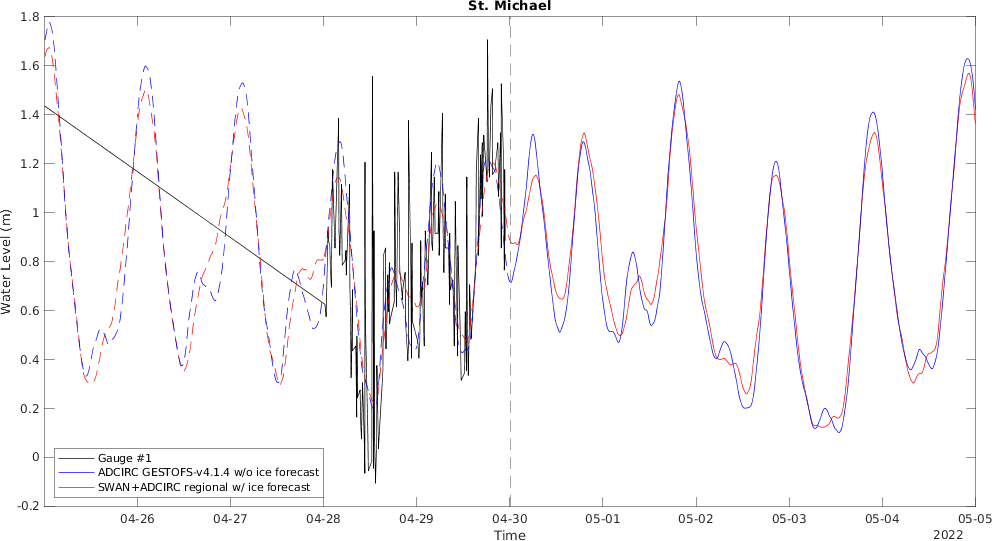 St. Michael
1.8
1.6
1.4
1.2
1
0.8
0.6
0.4
0.2
0
-0.2
Water Level (m)
Gauge #1
ADCIRC GESTOFS-v4.1.4 w/o ice forecast
SWAN+ADCIRC regional w/ ice forecast
04-26 04-27 04-28 04-29 04-30 05-01 05-02 05-03 05-04 05-05
Time
2022